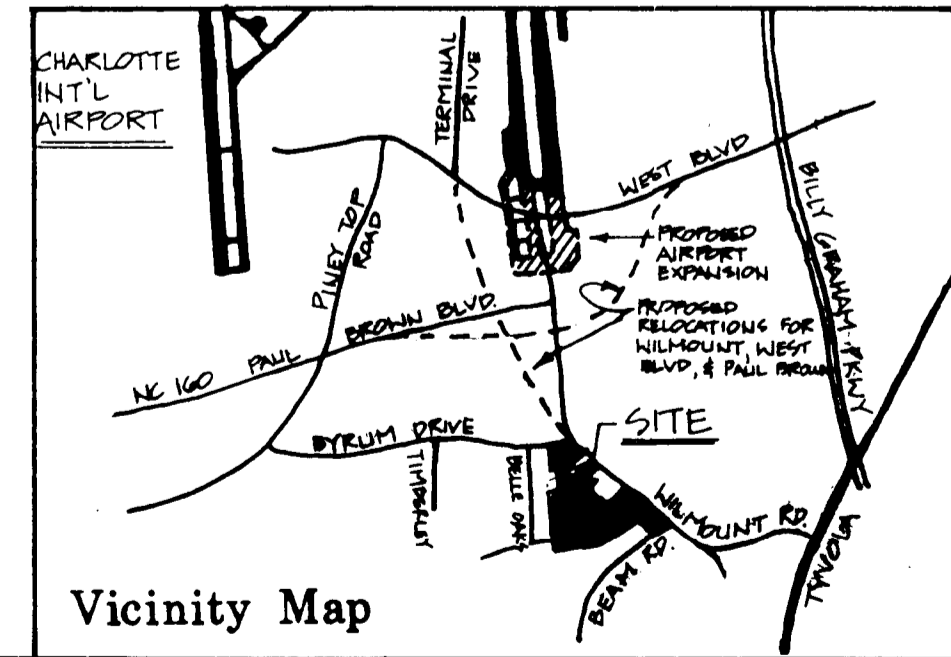 CHARLOTTE
INT'L
AIRPORT
TERMINAL
DRIVE
WEST BLVD
BILLY GRAHAM PKWY
PINEY TOP
ROAD
PROPOSED
AIRPORT
EXPANSION
PROPOSED
RELOCATIONS FOR
WILMOUNT, WEST
BLVD, & PAUL BROWN
NC 160 PAUL BROWN BLVD.
SITE
BYRUM DRIVE
TIMBERLEY
BELLE OAKS
WILMOUNT RD.
BEAM RD.
TYVOLA
Vicinity Map